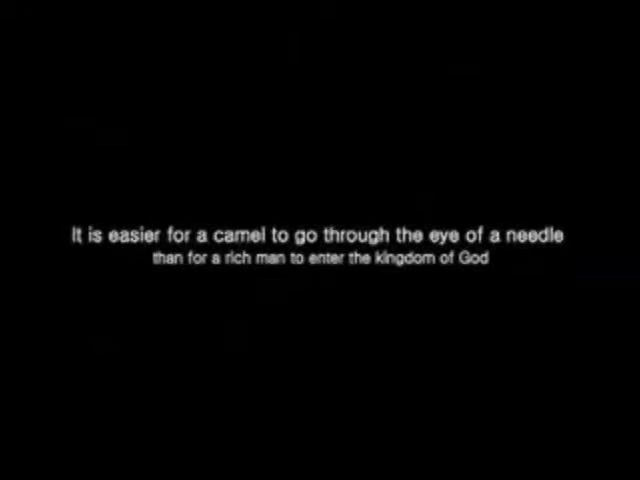 It is easier for a camel to go through the eye of a needle
than for a rich man to enter the kingdom of God